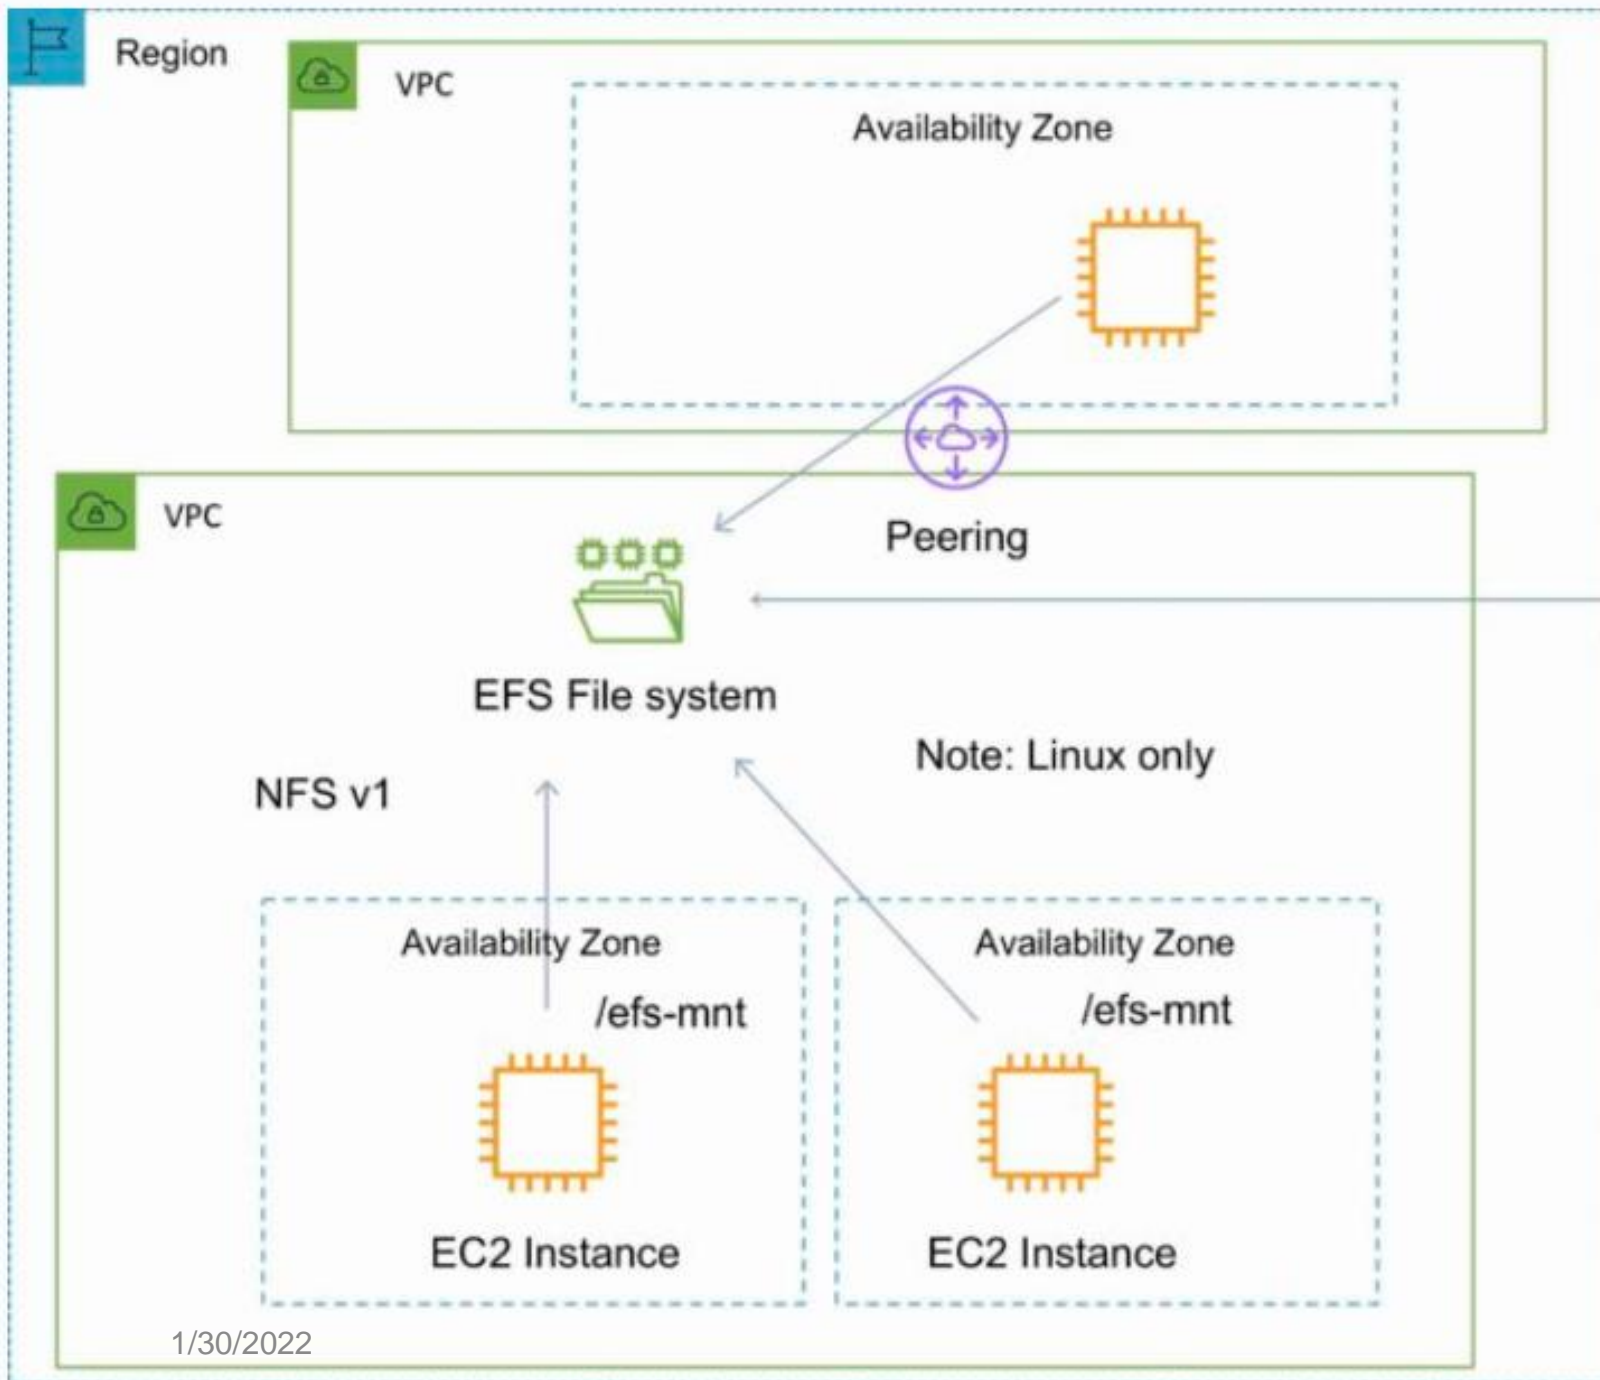 Region
VPC
Availability Zone
VPC
Peering
EFS File system
Note: Linux only
NFS v1
Availability Zone
Availability Zone
/efs-mnt
/efs-mnt
EC2 Instance
EC2 Instance
1/30/2022